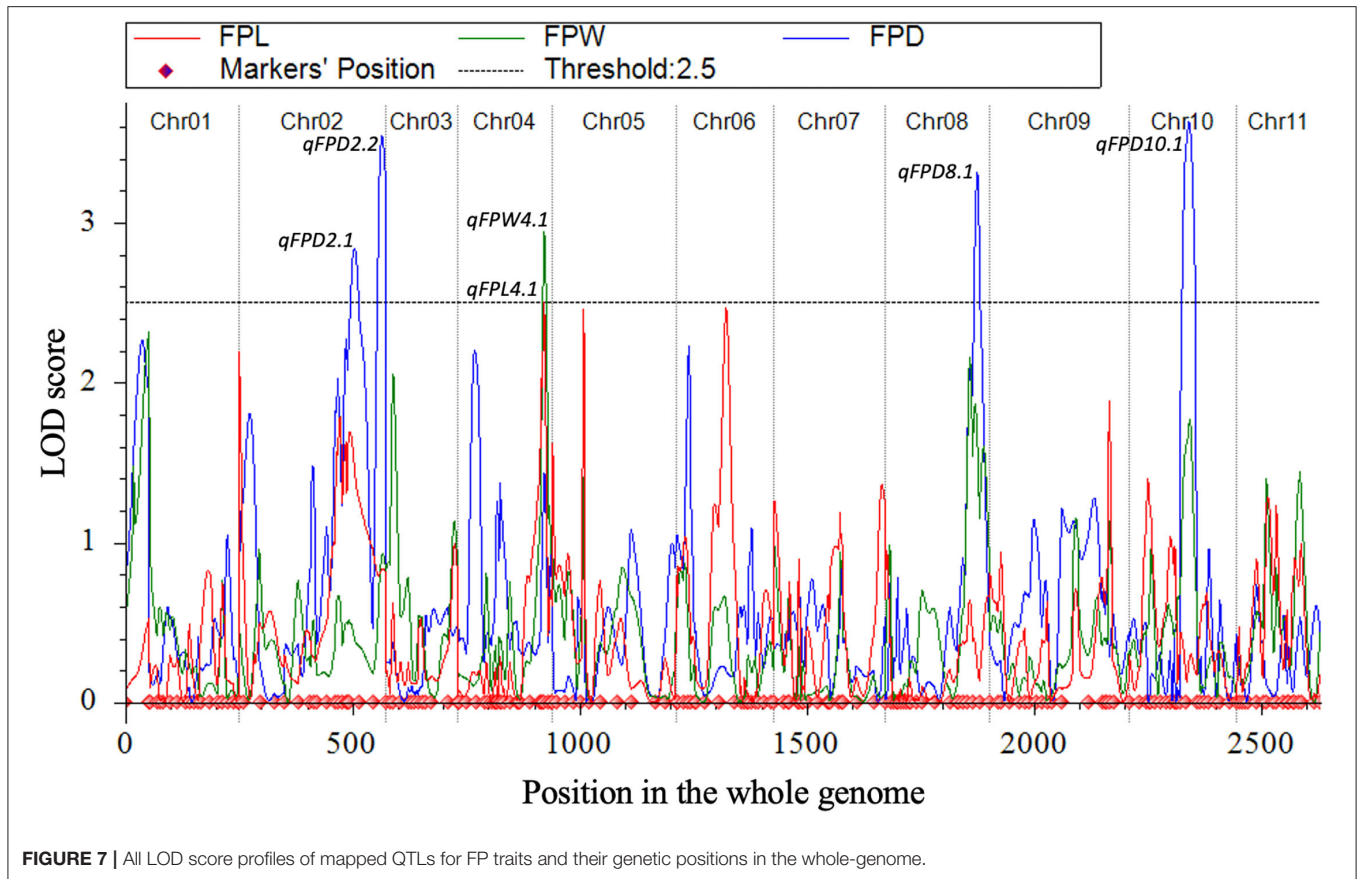 FPL FPW FPD
Markers' Position Threshold:2.5
Chr01 Chr02 Chr03 Chr04 Chr05 Chr06 Chr07 Chr08 Chr09 Chr10 Chr11
qFPD2.2 qFPD10.1
qFPD8.1
qFPW4.1
qFPD2.1
qFPL4.1
3
2
1
0
LOD score
0 500 1000 1500 2000 2500
Position in the whole genome
FIGURE 7 | All LOD score profiles of mapped QTLs for FP traits and their genetic positions in the whole-genome.